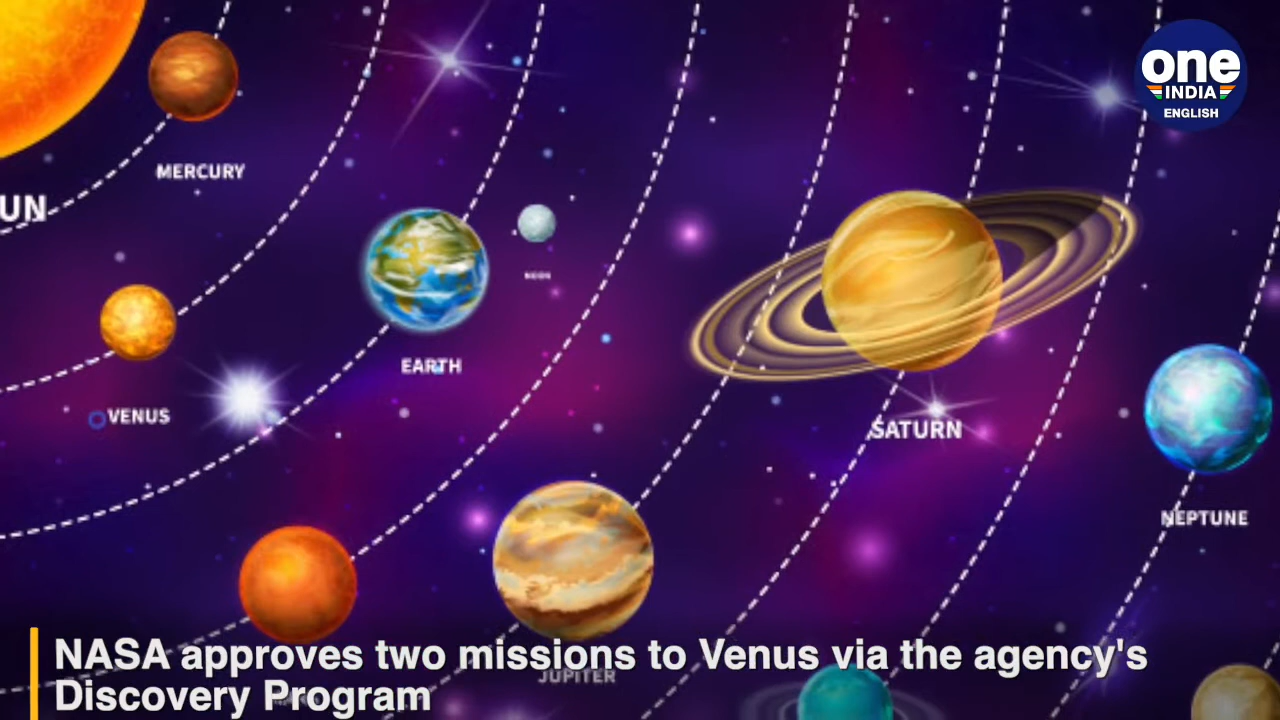 one
INDIA
ENGLISH
MERCURY
UN
MOON
EARTH
VENUS
SATURN
NEPTUNE
NASA approves two missions to Venus via the agency's
JUPITER
Discovery Program